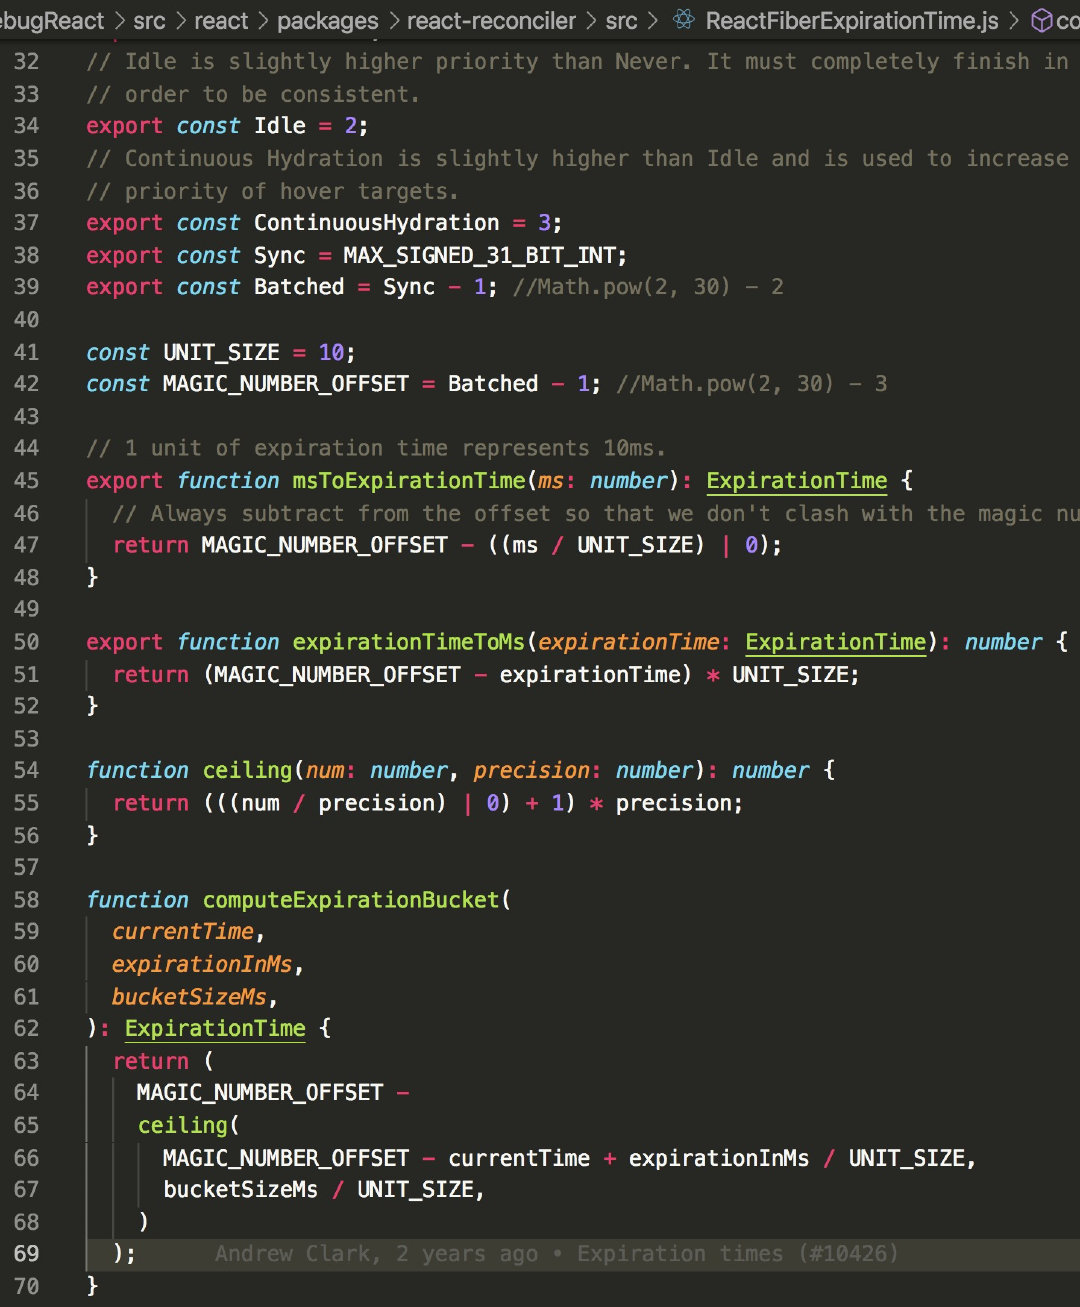 ebugReact > src > react > packages > react-reconciler > src > ReactFiberExpirationTime.js > co
32 // Idle is slightly higher priority than Never. It must completely finish in
33 // order to be consistent.
34 export const Idle = 2;
35 // Continuous Hydration is slightly higher than Idle and is used to increase
36 // priority of hover targets.
37 export const ContinuousHydration = 3;
38 export const Sync = MAX_SIGNED_31_BIT_INT;
39 export const Batched = Sync - 1; //Math.pow(2, 30) - 2
40
41 const UNIT_SIZE = 10;
42 const MAGIC_NUMBER_OFFSET = Batched - 1; //Math.pow(2, 30) - 3
43
44 // 1 unit of expiration time represents 10ms.
45 export function msToExpirationTime(ms: number): ExpirationTime {
46 // Always subtract from the offset so that we don't clash with the magic nu
47 return MAGIC_NUMBER_OFFSET - ((ms / UNIT_SIZE) | 0);
48 }
49
50 export function expirationTimeToMs(expirationTime: ExpirationTime): number {
51 return (MAGIC_NUMBER_OFFSET - expirationTime) * UNIT_SIZE;
52 }
53
54 function ceiling(num: number, precision: number): number {
55 return (((num / precision) | 0) + 1) * precision;
56 }
57
58 function computeExpirationBucket(
59 currentTime,
60 expirationInMs,
61 bucketSizeMs,
62 ): ExpirationTime {
63 return (
64 MAGIC_NUMBER_OFFSET -
65 ceiling(
66 MAGIC_NUMBER_OFFSET - currentTime + expirationInMs / UNIT_SIZE,
67 bucketSizeMs / UNIT_SIZE,
68 )
69 ); Andrew Clark, 2 years ago • Expiration times (#10426)
70 }